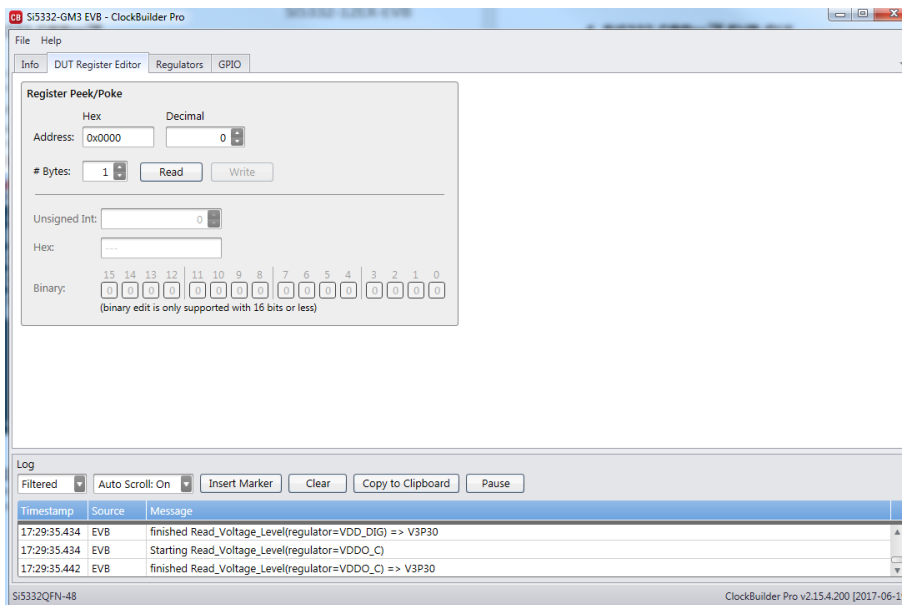 CB Si5332-GM3 EVB - ClockBuilder Pro
File Help
Info DUT Register Editor Regulators GPIO
Register Peek/Poke
Hex Decimal
Address: 0x0000 0
# Bytes: 1 Read Write
Unsigned Int: 0
Hex: ---
15 14 13 12 11 10 9 8 7 6 5 4 3 2 1 0
Binary: 0 0 0 0 0 0 0 0 0 0 0 0 0 0 0 0
(binary edit is only supported with 16 bits or less)
Log
Filtered Auto Scroll: On Insert Marker Clear Copy to Clipboard Pause
Timestamp Source Message
17:29:35.434 EVB finished Read_Voltage_Level(regulator=VDD_DIG) => V3P30
17:29:35.434 EVB Starting Read_Voltage_Level(regulator=VDDO_C)
17:29:35.442 EVB finished Read_Voltage_Level(regulator=VDDO_C) => V3P30
Si5332QFN-48 ClockBuilder Pro v2.15.4.200 [2017-06-1